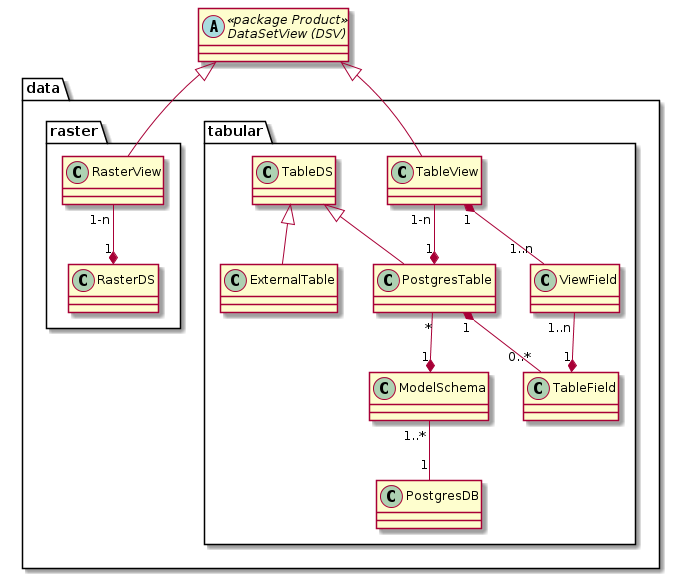 «package Product»
A
DataSetView (DSV)
data
raster
tabular
C RasterView
C TableDS
C TableView
1-n
1-n
1
1
1
1..n
C RasterDS
C ExternalTable
C PostgresTable
C ViewField
*
1
1..n
1
0..*
1
C ModelSchema
C TableField
1..*
1
C PostgresDB